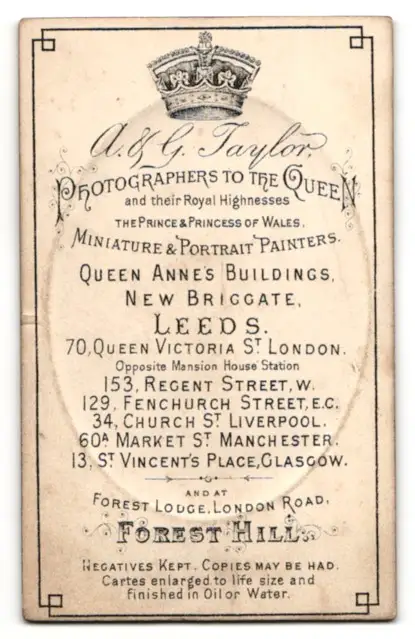 A. & G. Taylor.
PHOTOGRAPHERS TO THE QUEEN
and their Royal Highnesses
THE PRINCE & PRINCESS OF WALES,
MINIATURE & PORTRAIT PAINTERS.
QUEEN ANNE'S BUILDINGS,
NEW BRIGGATE,
LEEDS.
70, QUEEN VICTORIA ST LONDON.
Opposite Mansion House Station
153, REGENT STREET, W.
129, FENCHURCH STREET, E.C.
34, CHURCH ST LIVERPOOL.
60A MARKET ST MANCHESTER.
13, ST VINCENT'S PLACE, GLASGOW.
AND AT
FOREST LODGE, LONDON ROAD,
FOREST HILL.
NEGATIVES KEPT. COPIES MAY BE HAD.
Cartes enlarged to life size and
finished in Oil or Water.